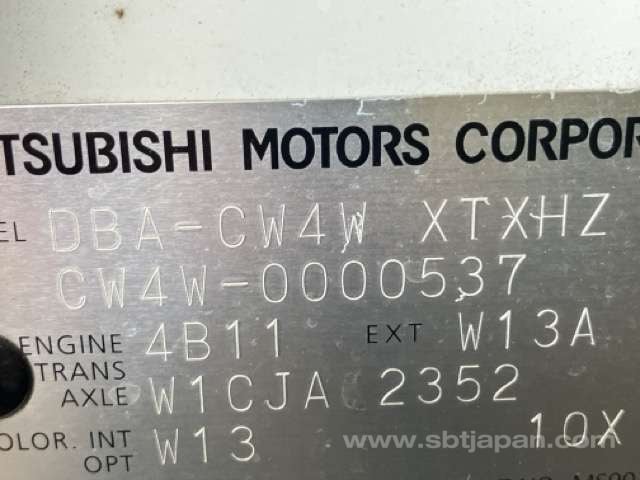 TSUBISHI MOTORS CORPOR
EL DBA-CW4W XTXHZ
CW4W-0000537
ENGINE 4B11 EXT W13A
TRANS
AXLE W1CJA 2352
OLOR. INT W13 10X
OPT
www.sbtjapan.com